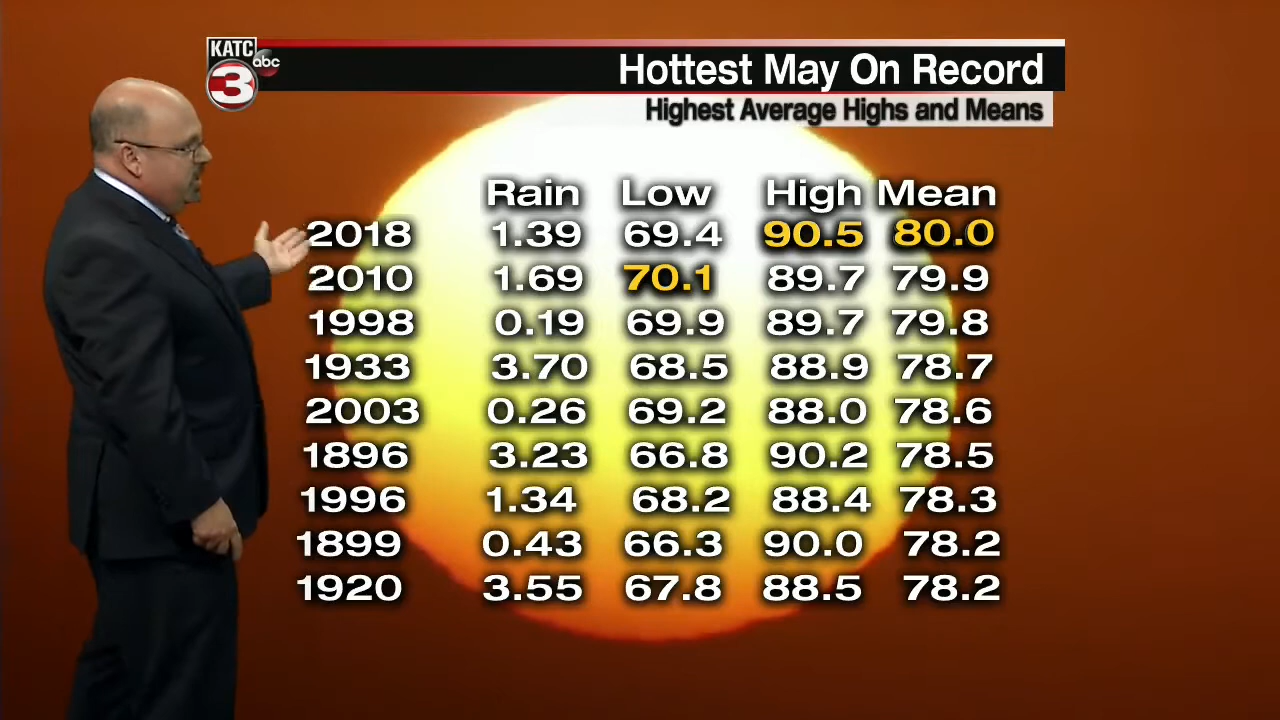 KATC
abc
3
Hottest May On Record
Highest Average Highs and Means
Rain Low High Mean
2018 1.39 69.4 90.5 80.0
2010 1.69 70.1 89.7 79.9
1998 0.19 69.9 89.7 79.8
1933 3.70 68.5 88.9 78.7
2003 0.26 69.2 88.0 78.6
1896 3.23 66.8 90.2 78.5
1996 1.34 68.2 88.4 78.3
1899 0.43 66.3 90.0 78.2
1920 3.55 67.8 88.5 78.2